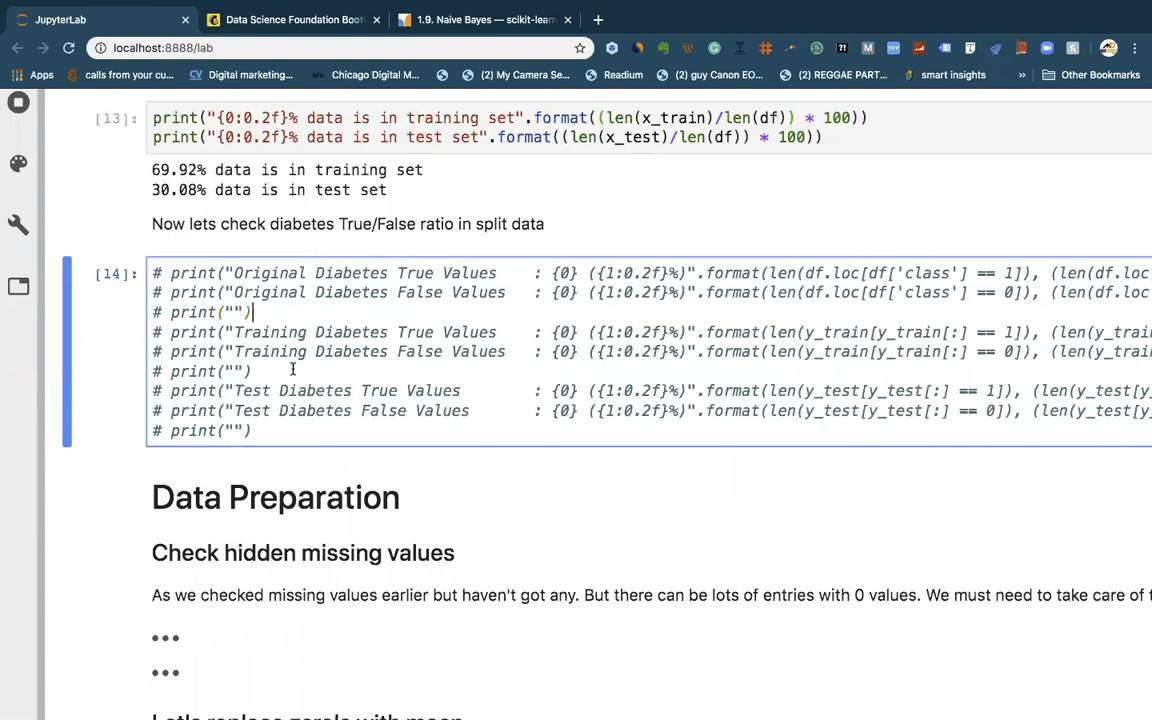 JupyterLab
Data Science Foundation Boot
1.9. Naive Bayes — scikit-learn
localhost:8888/lab
Apps
calls from your cu...
CV Digital marketing...
Chicago Digital M...
(2) My Camera Se...
Readium
(2) guy Canon EO...
(2) REGGAE PART...
smart insights
»
Other Bookmarks
[13]:
print("{0:0.2f}% data is in training set".format((len(x_train)/len(df)) * 100))
print("{0:0.2f}% data is in test set".format((len(x_test)/len(df)) * 100))
69.92% data is in training set
30.08% data is in test set
Now lets check diabetes True/False ratio in split data
[14]:
# print("Original Diabetes True Values    : {0} ({1:0.2f}%)".format(len(df.loc[df['class'] == 1]), (len(df.loc
# print("Original Diabetes False Values   : {0} ({1:0.2f}%)".format(len(df.loc[df['class'] == 0]), (len(df.loc
# print("")
# print("Training Diabetes True Values    : {0} ({1:0.2f}%)".format(len(y_train[y_train[:] == 1]), (len(y_trai
# print("Training Diabetes False Values   : {0} ({1:0.2f}%)".format(len(y_train[y_train[:] == 0]), (len(y_trai
# print("")
# print("Test Diabetes True Values        : {0} ({1:0.2f}%)".format(len(y_test[y_test[:] == 1]), (len(y_test[y_
# print("Test Diabetes False Values       : {0} ({1:0.2f}%)".format(len(y_test[y_test[:] == 0]), (len(y_test[y_
# print("")
Data Preparation
Check hidden missing values
As we checked missing values earlier but haven't got any. But there can be lots of entries with 0 values. We must need to take care of t